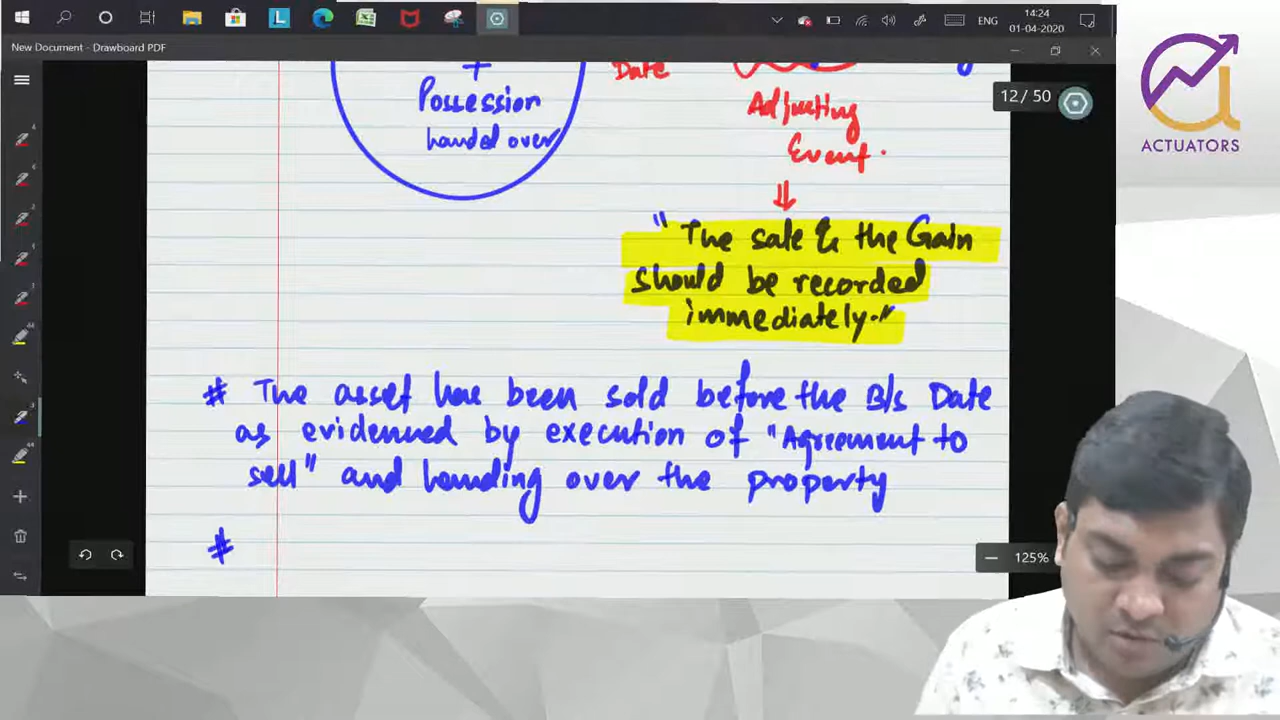 14:24
ENG
01-04-2020
New Document - Drawboard PDF
+
Possession
handed over
Date
Adjusting
Event.
12 / 50
ACTUATORS
"The sale & the Gain
should be recorded
immediately."
# The asset has been sold before the B/s Date
as evidenned by execution of "Agreement to
sell" and handing over the property
#
125%